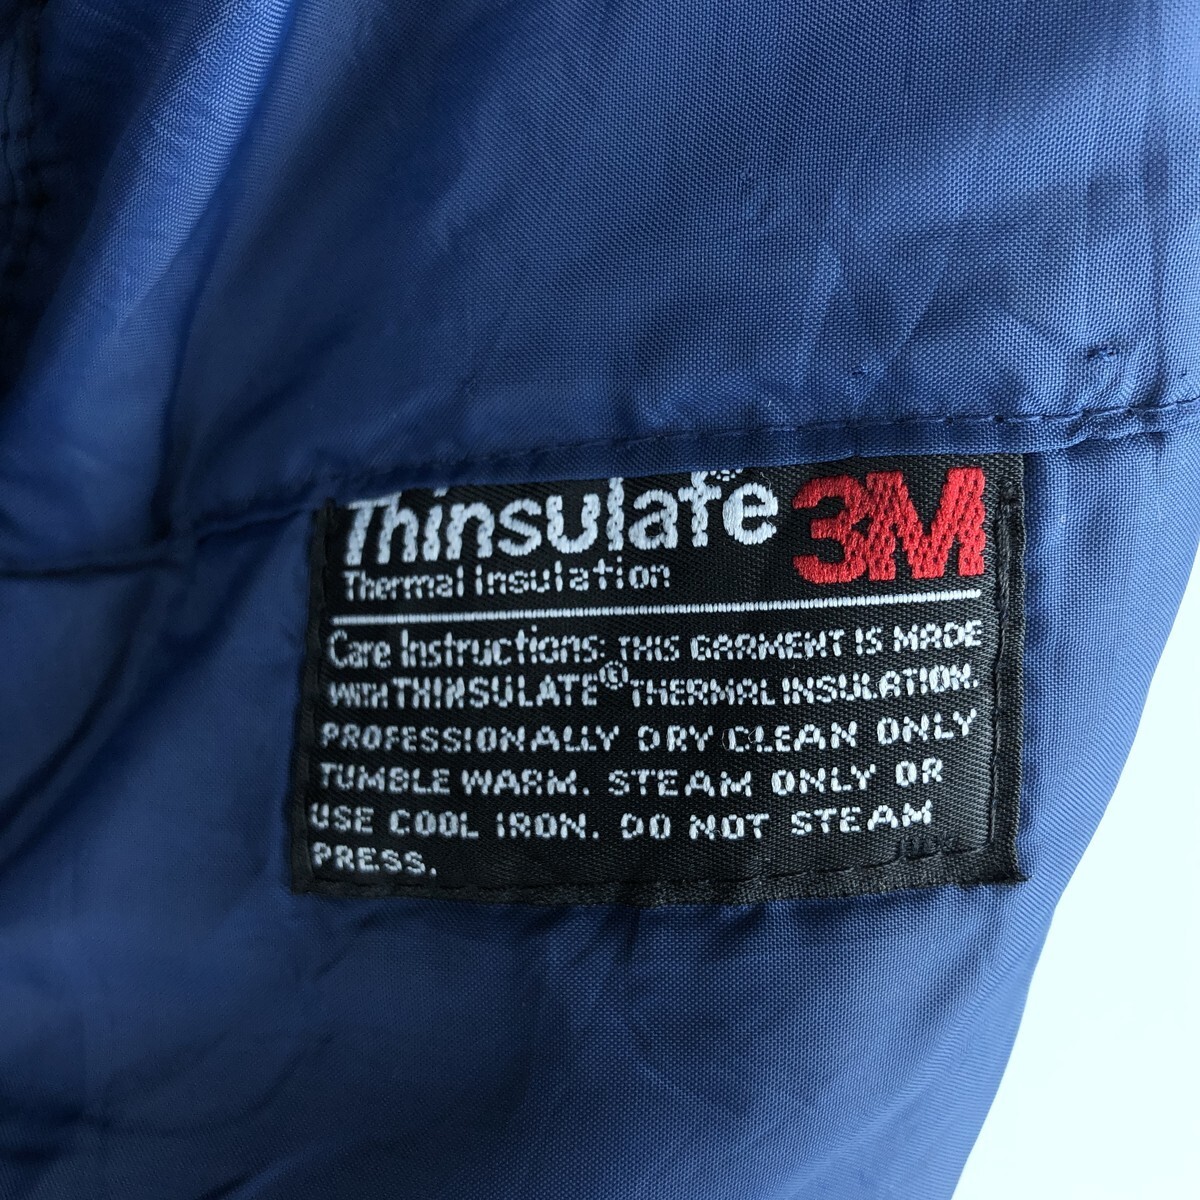 Thinsulate® 3M
Thermal Insulation
Care Instructions: THIS GARMENT IS MADE
WITH THINSULATE® THERMAL INSULATION.
PROFESSIONALLY DRY CLEAN ONLY
TUMBLE WARM. STEAM ONLY OR
USE COOL IRON. DO NOT STEAM
PRESS.